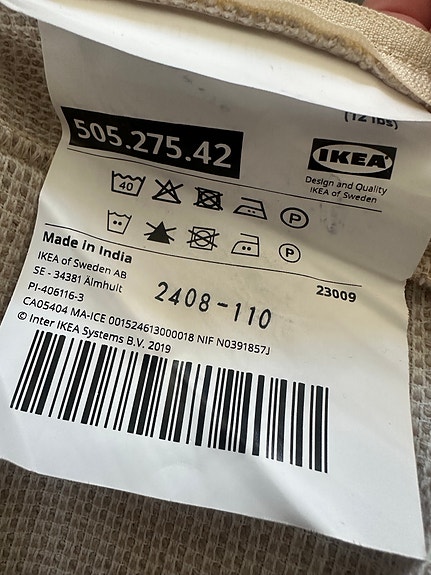 (12 lbs)
505.275.42
IKEA
Design and Quality
IKEA of Sweden
40
P
P
Made in India
IKEA of Sweden AB
SE - 34381 Älmhult
PI-406116-3
2408-110
23009
CA05404 MA-ICE 001524613000018 NIF N0391857J
© Inter IKEA Systems B.V. 2019